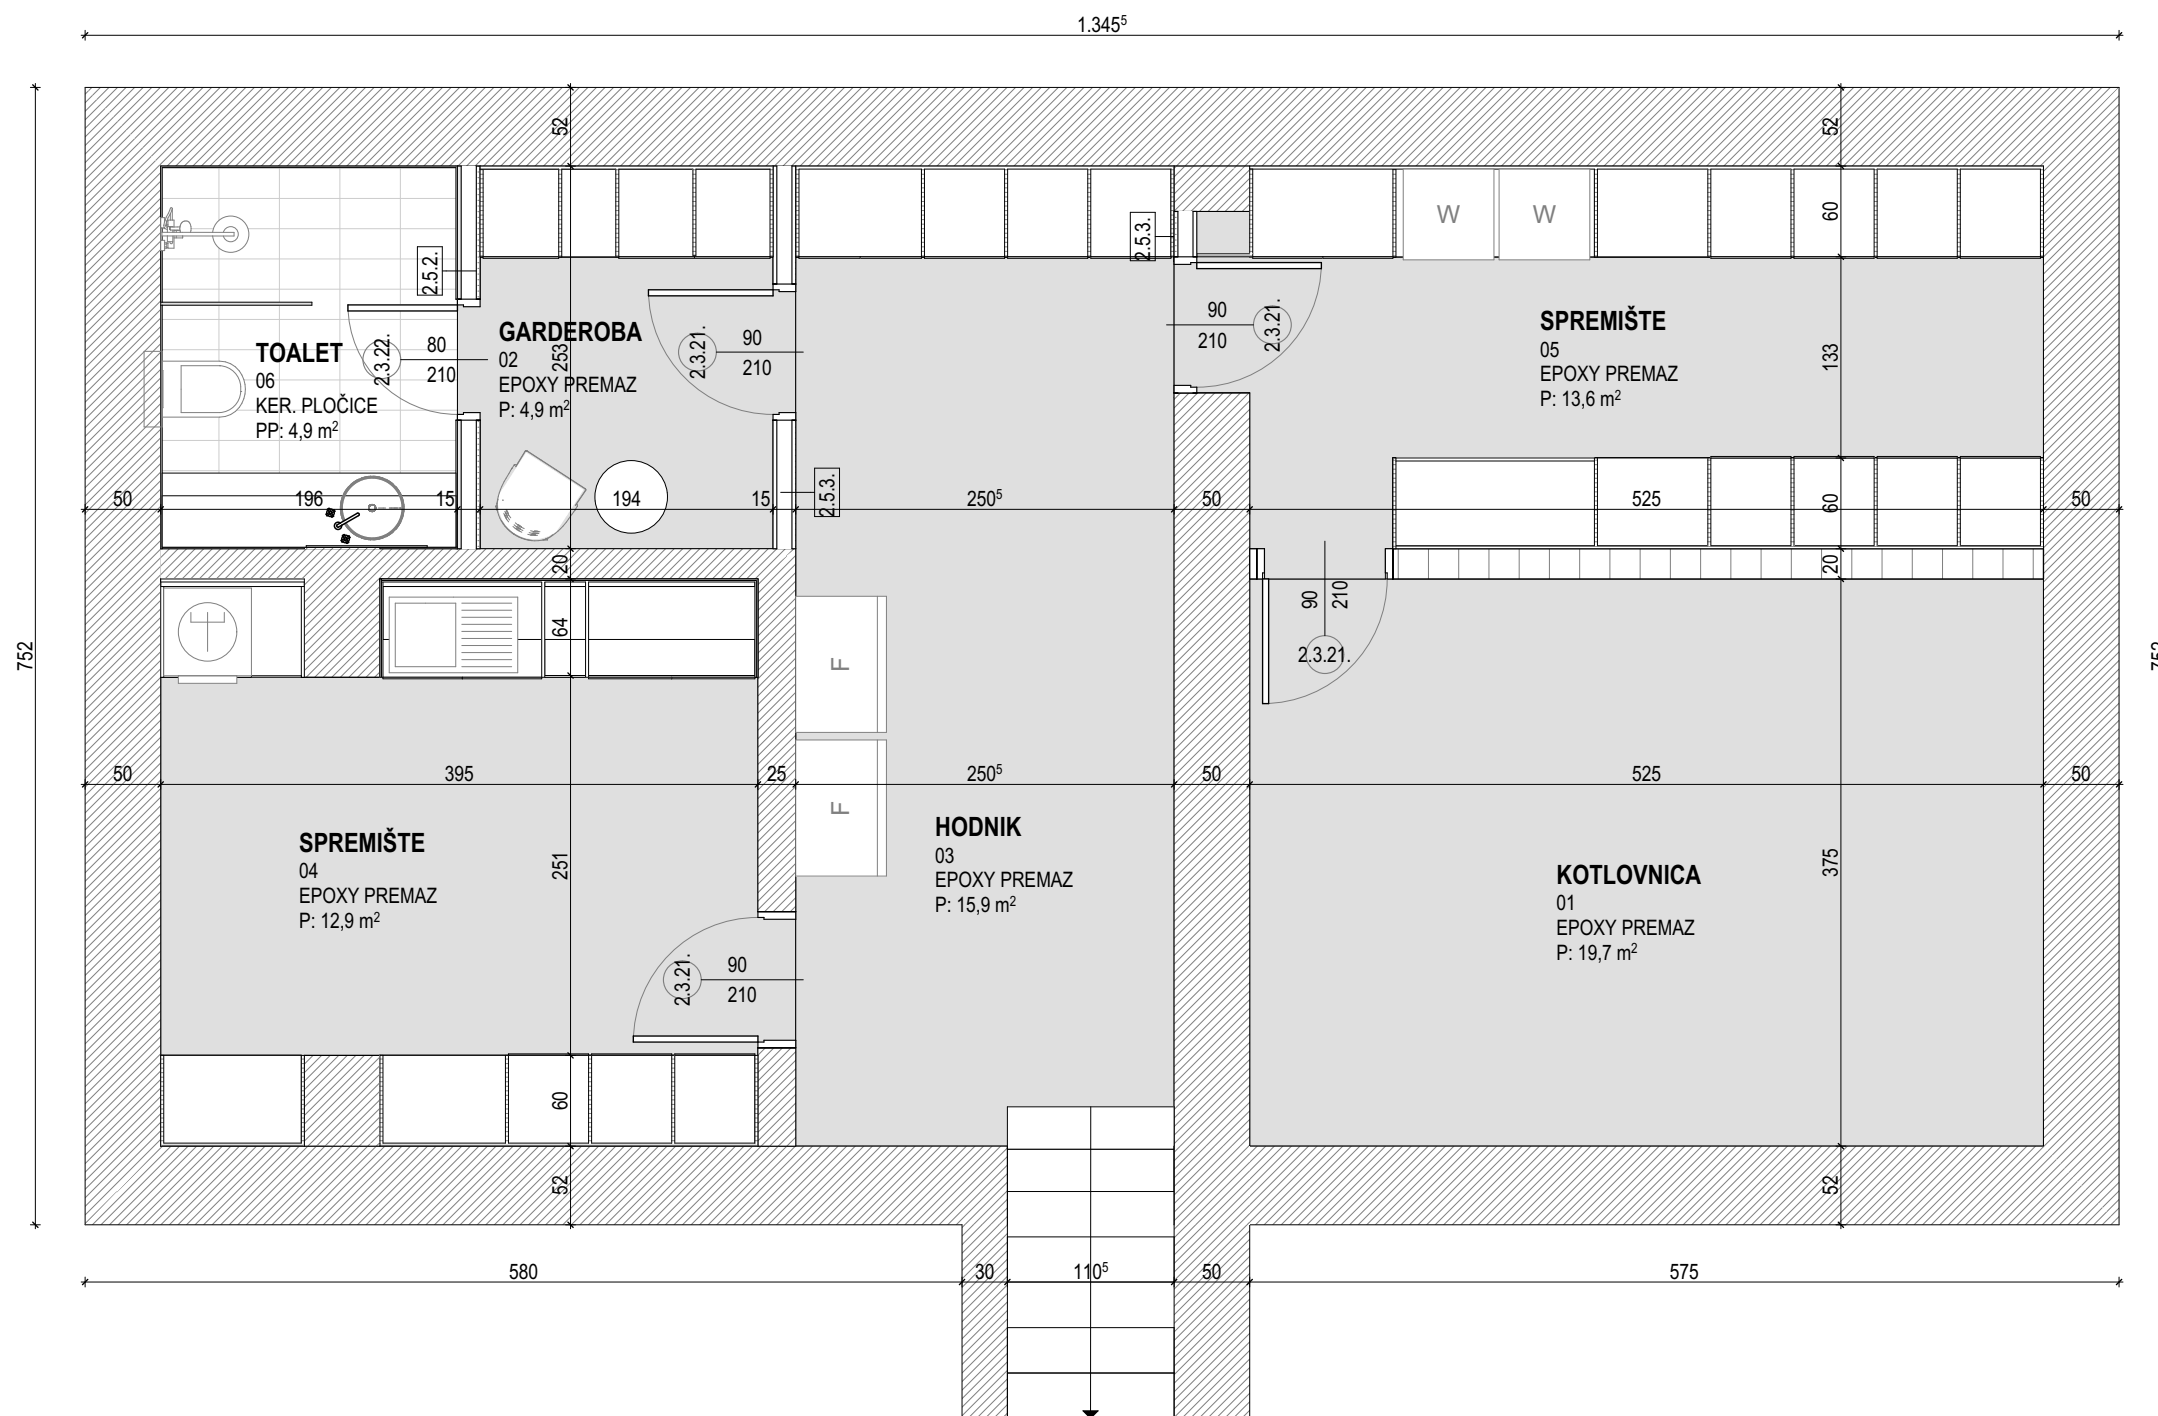 1.345⁵
52
52
W
W
60
2.5.3.
2.5.2.
90
210
2.3.21.
SPREMIŠTE
05
EPOXY PREMAZ
P: 13,6 m²
133
GARDEROBA
02
EPOXY PREMAZ
P: 4,9 m²
253
2.3.21.
90
210
TOALET
06
KER. PLOČICE
PP: 4,9 m²
2.3.22.
80
210
50
196
15
194
15
2.5.3.
250⁵
50
525
60
50
20
20
90
210
2.3.21.
64
F
752
752
50
395
25
250⁵
50
525
50
F
SPREMIŠTE
04
EPOXY PREMAZ
P: 12,9 m²
251
HODNIK
03
EPOXY PREMAZ
P: 15,9 m²
KOTLOVNICA
01
EPOXY PREMAZ
P: 19,7 m²
375
2.3.21.
90
210
60
52
52
580
30
110⁵
50
575